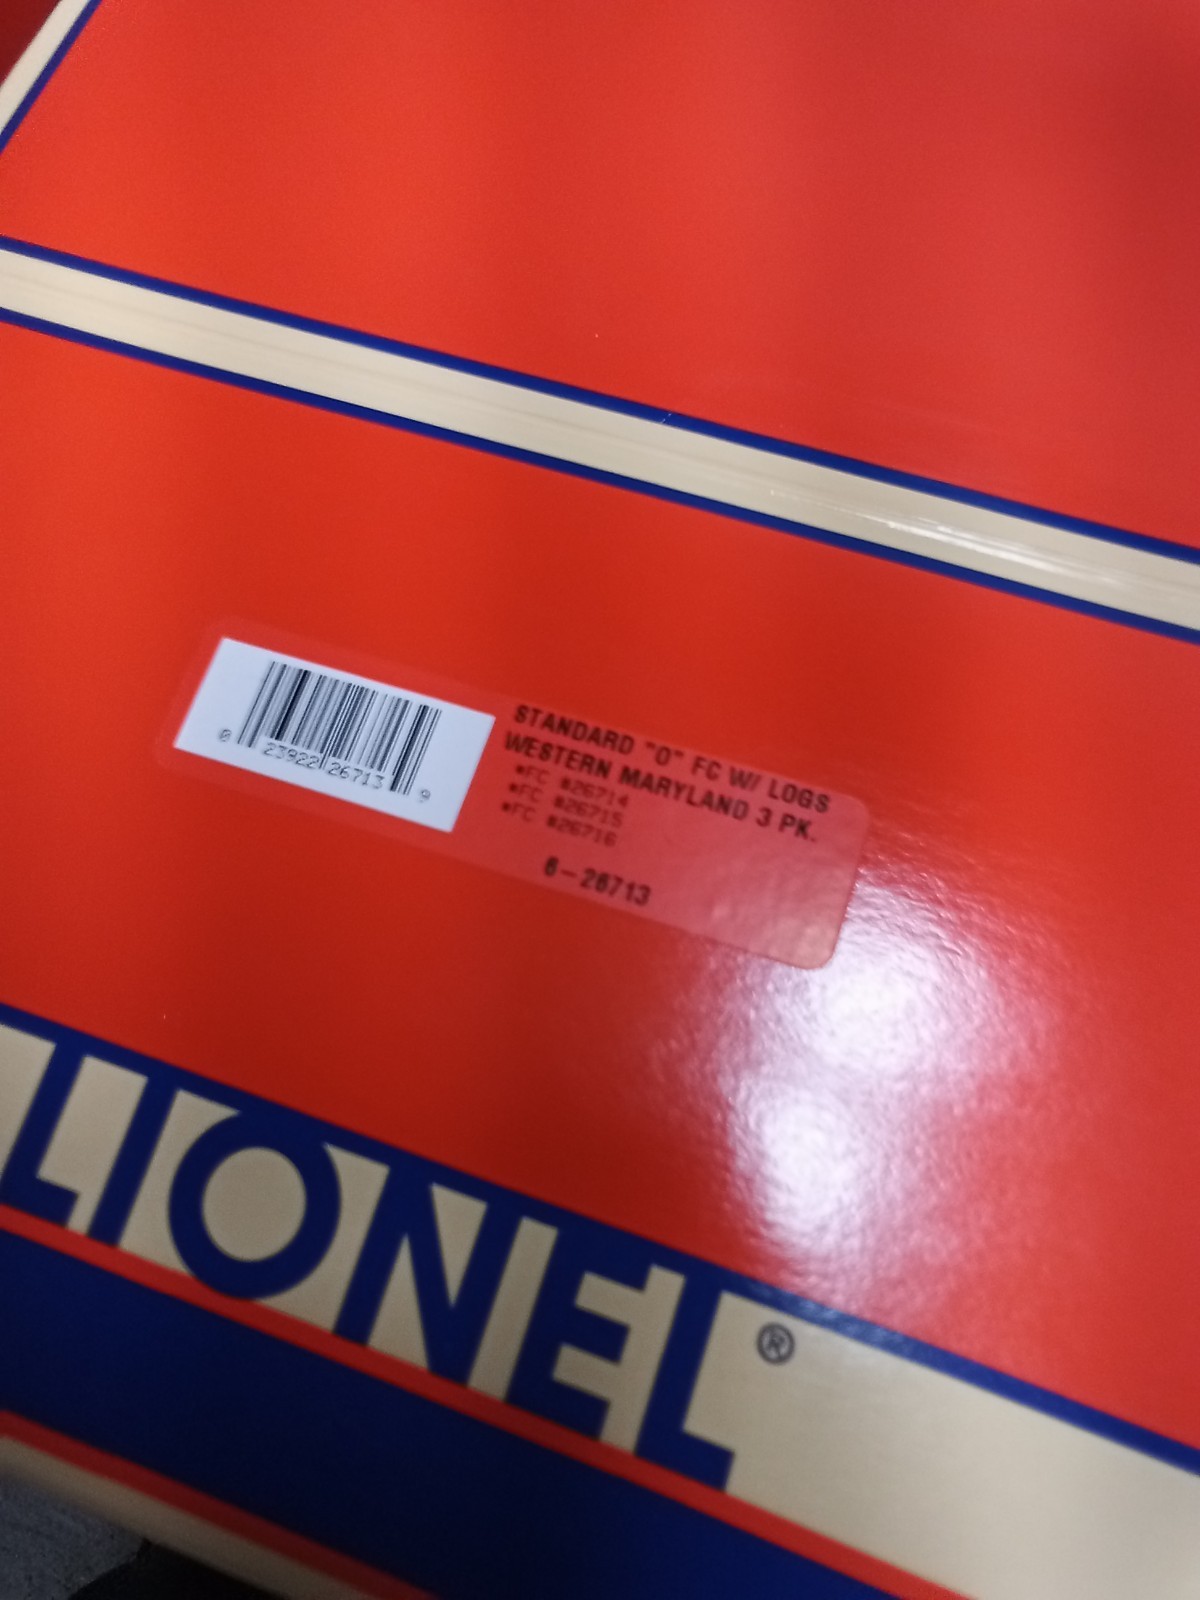 STANDARD "O" FC W/ LOGS
WESTERN MARYLAND 3 PK.
*FC #26714
*FC #26715
*FC #26716
6-26713
0 23922 26713 9
LIONEL®